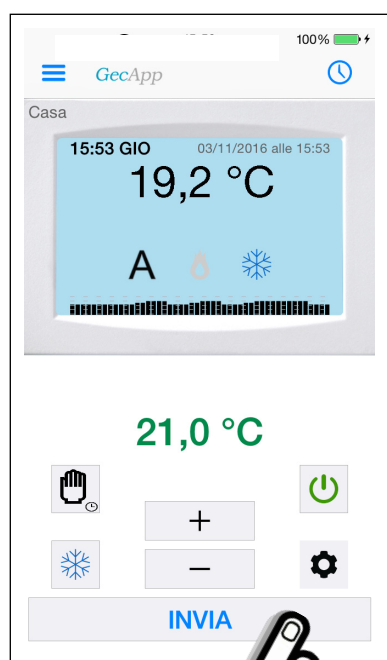 100%
GecApp
Casa
15:53 GIO 03/11/2016 alle 15:53
19,2 °C
A
21,0 °C
+
−
INVIA